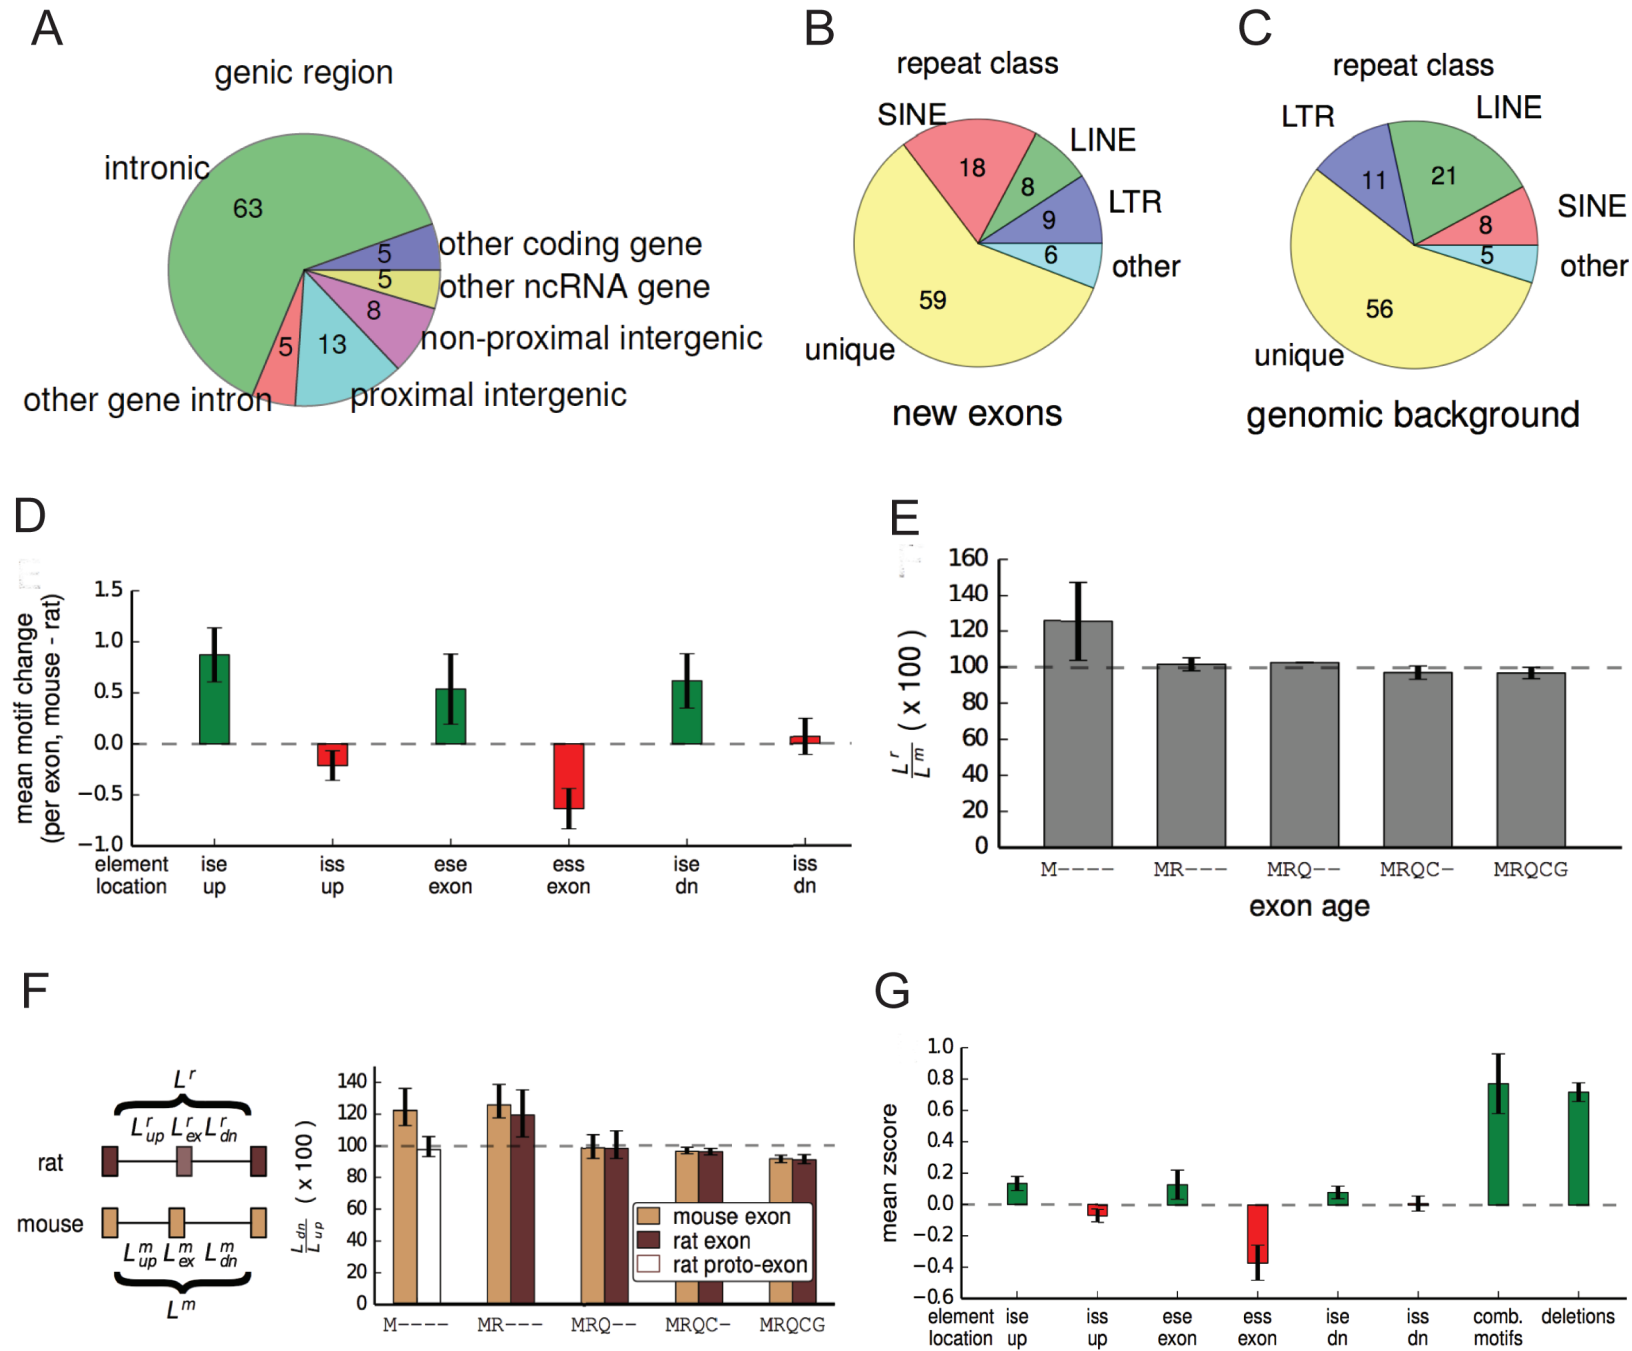 A
genic region
intronic
63
5
other coding gene
5
other ncRNA gene
8
non-proximal intergenic
13
proximal intergenic
5
other gene intron
B
repeat class
SINE
18
LINE
8
LTR
9
6
other
59
unique
new exons
C
repeat class
LTR
11
LINE
21
SINE
8
5
other
56
unique
genomic background
D
mean motif change
(per exon, mouse - rat)
1.5
1.0
0.5
0.0
−0.5
−1.0
element location
ise up
iss up
ese exon
ess exon
ise dn
iss dn
E
L^r / L^m ( x 100 )
160
140
120
100
80
60
40
20
0
M----
MR---
MRQ--
MRQC-
MRQCG
exon age
F
L^r
L^r_up L^r_ex L^r_dn
rat
mouse
L^m_up L^m_ex L^m_dn
L^m
L_dn / L_up ( x 100 )
140
120
100
80
60
40
20
0
mouse exon
rat exon
rat proto-exon
M----
MR---
MRQ--
MRQC-
MRQCG
G
mean zscore
1.0
0.8
0.6
0.4
0.2
0.0
−0.2
−0.4
−0.6
element location
ise up
iss up
ese exon
ess exon
ise dn
iss dn
comb. motifs
deletions